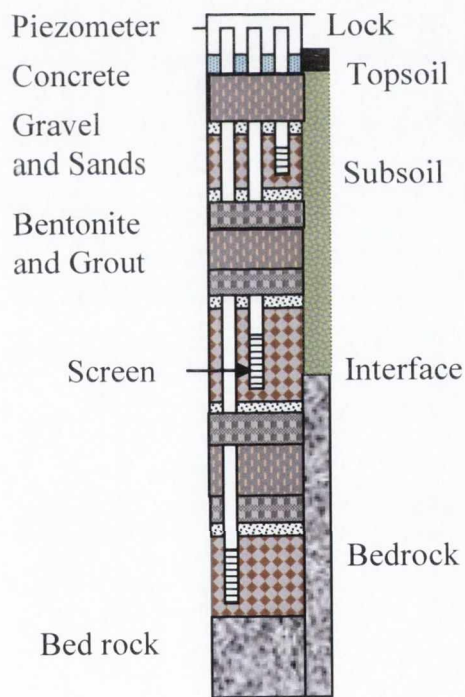 Piezometer
Lock
Concrete
Topsoil
Gravel
and Sands
Subsoil
Bentonite
and Grout
Screen
Interface
Bedrock
Bed rock